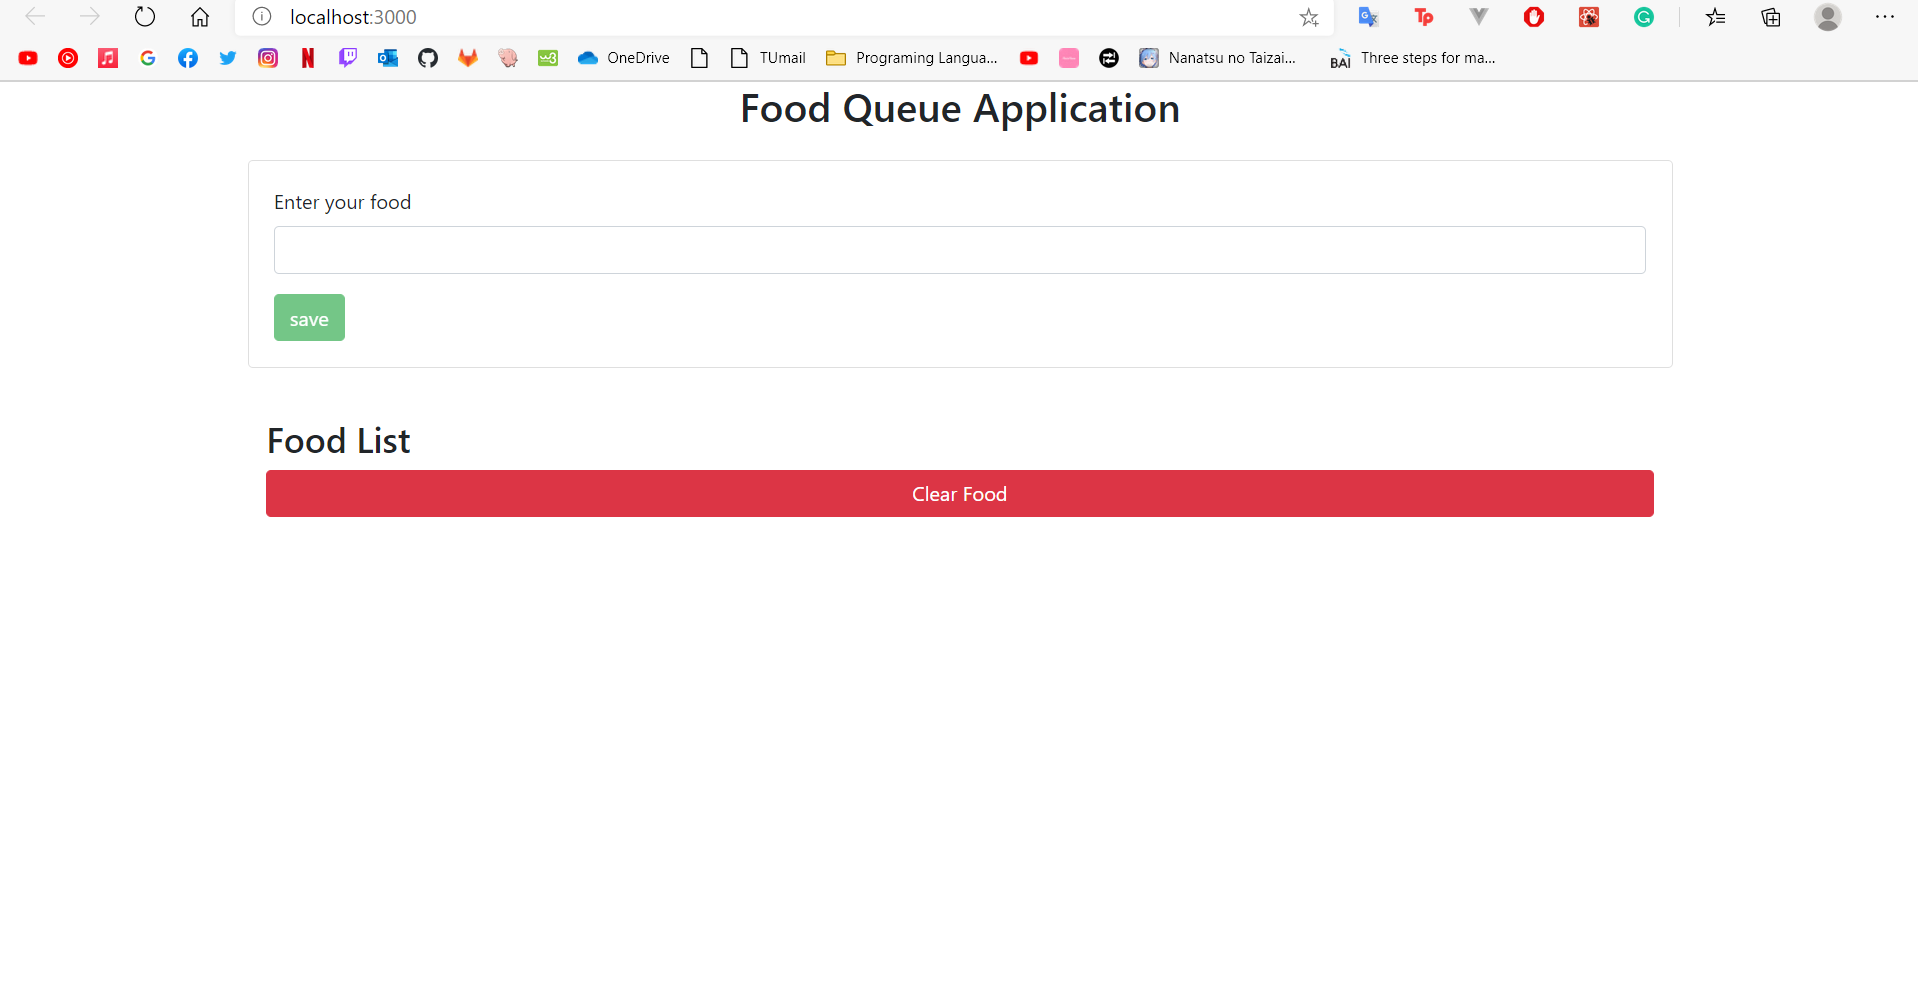 localhost:3000
OneDrive TUmail Programing Langua... Nanatsu no Taizai... BAI Three steps for ma...
Food Queue Application
Enter your food
save
Food List
Clear Food